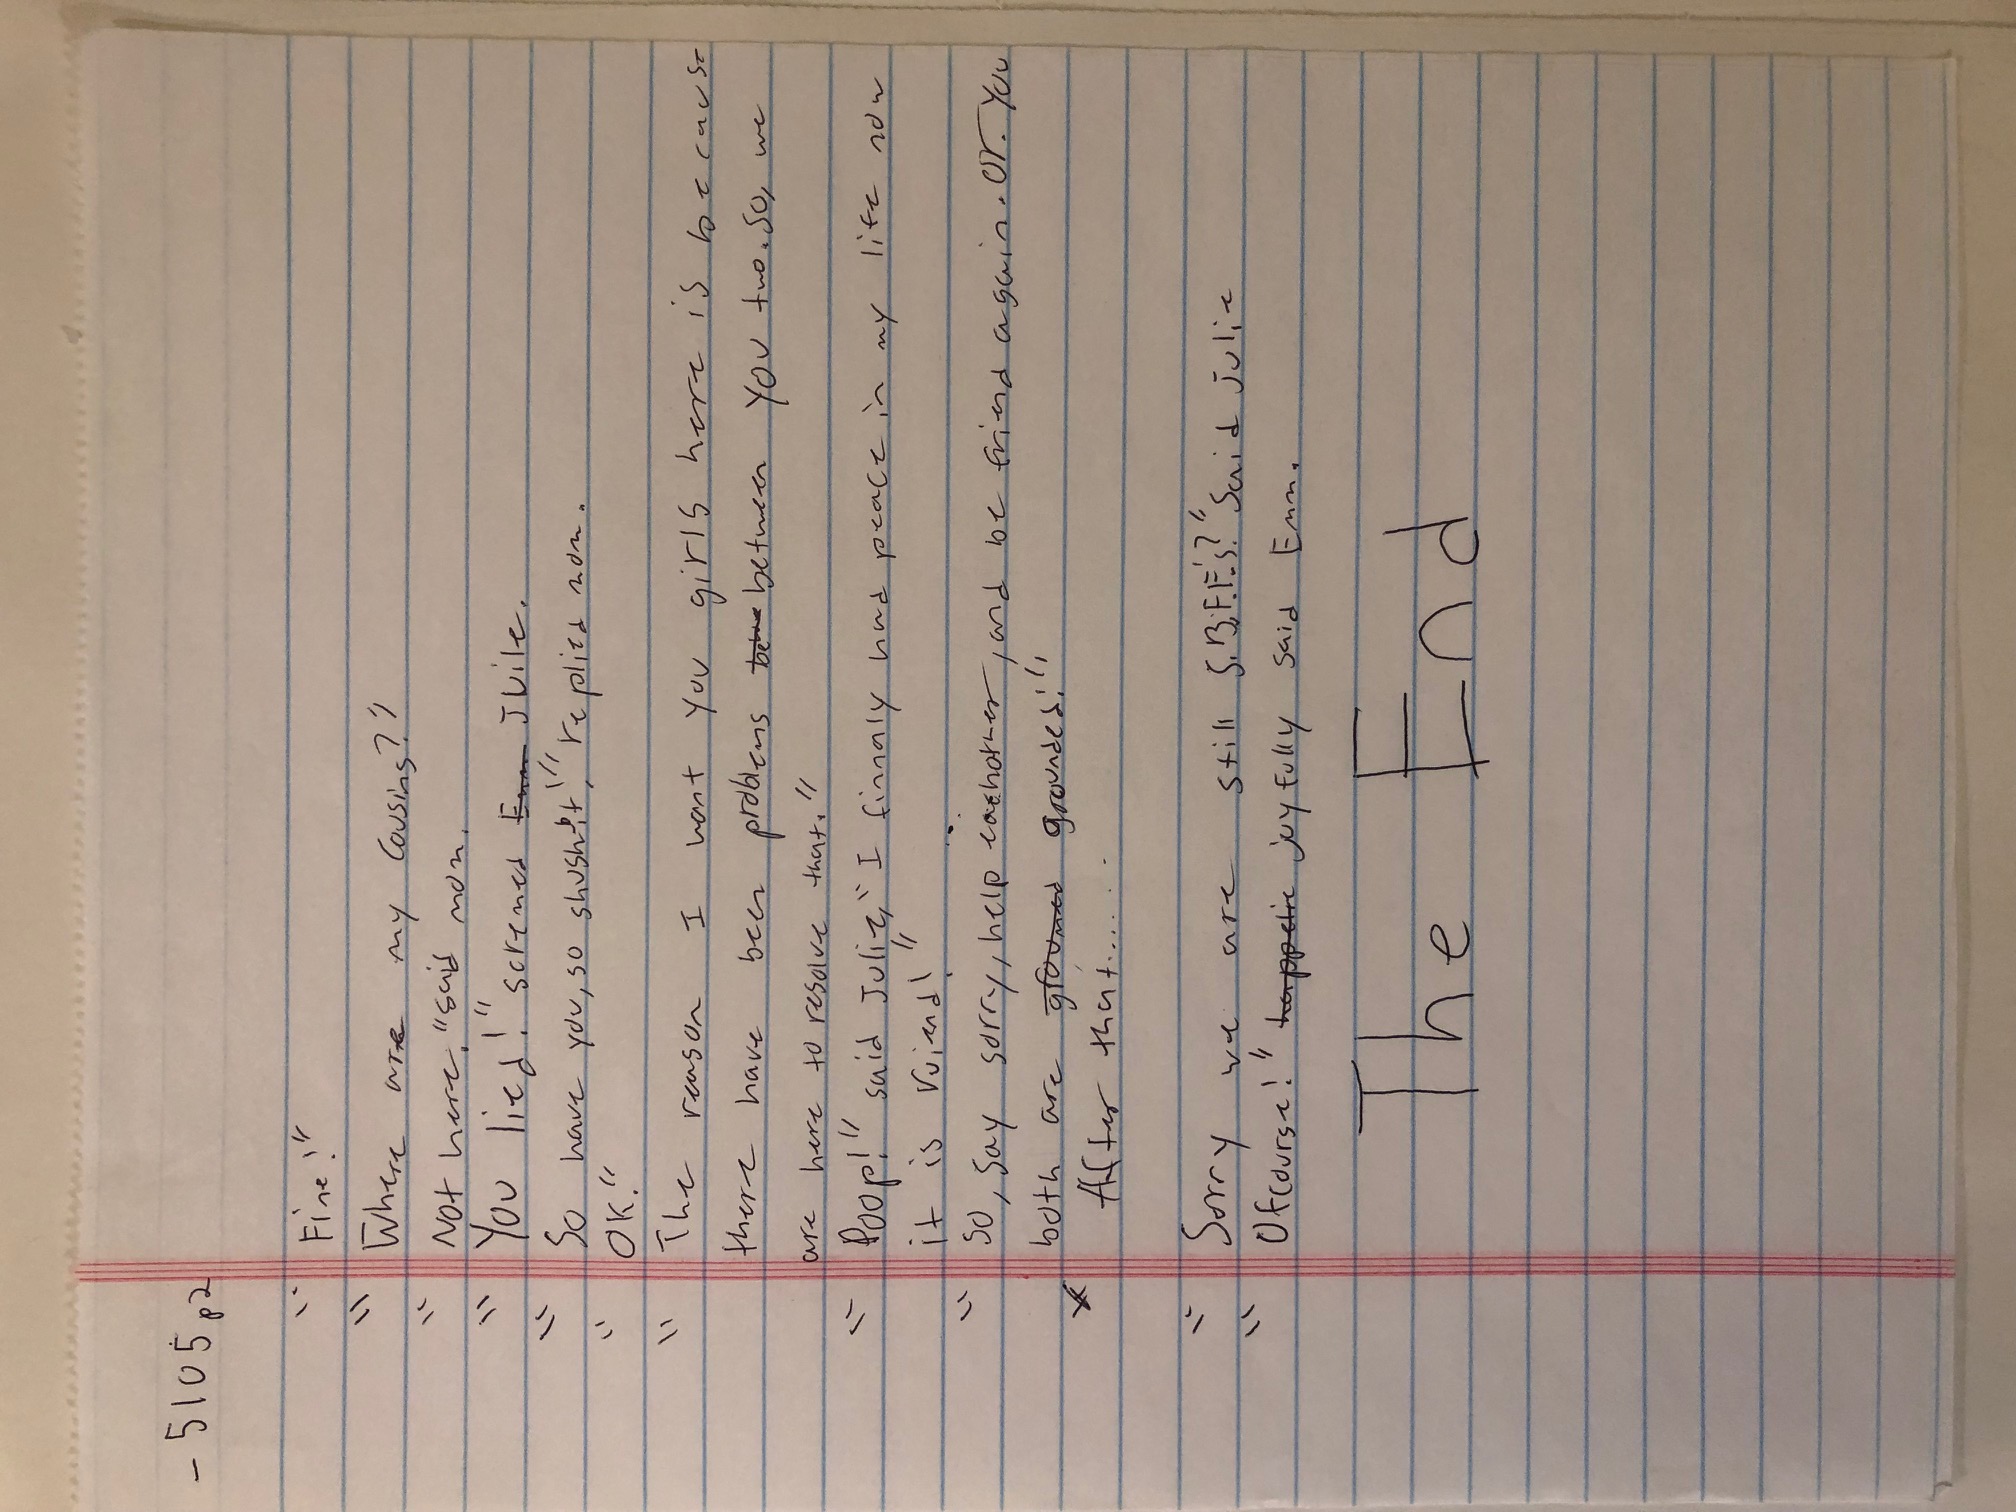 - 5105 p2
" Fine!"
" Where are my cousins?"
" Not here." said mom.
" You lied!" scremed Emm Juile.
" So have you, so shush it!" replied mom.
" OK."
" The reason I want you girls here is because
there have been problems betwe between you two. So, we
are here to resolve that."
" Poop!" said Julie, "I finnaly had peace in my life now
it is ruiend!"
" So, say sorry, help eachother, and be friend again. Or. You
both are groumed grounded!"
* After that......
" Sorry we are still S.B.F.F.'s?" Said Julie
" Ofcourse!" happelie joyfully said Emm.
The End